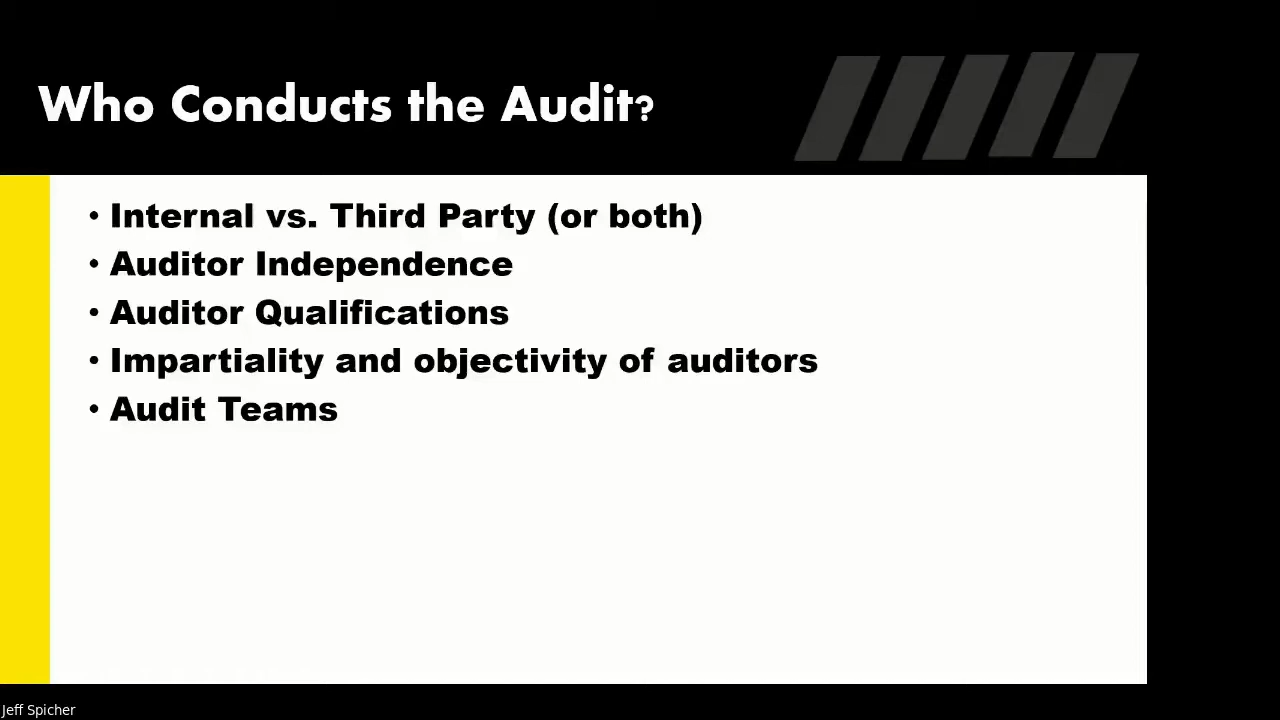 Who Conducts the Audit?
• Internal vs. Third Party (or both)
• Auditor Independence
• Auditor Qualifications
• Impartiality and objectivity of auditors
• Audit Teams
Jeff Spicher